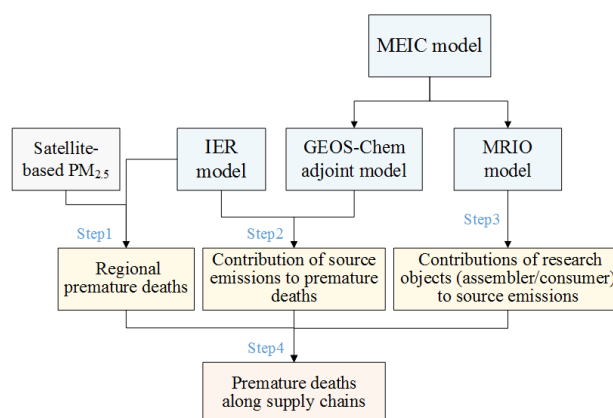 MEIC model
Satellite-
based PM2.5
IER
model
GEOS-Chem
adjoint model
MRIO
model
Step1
Step2
Step3
Regional
premature deaths
Contribution of source
emissions to premature
deaths
Contributions of research
objects (assembler/consumer)
to source emissions
Step4
Premature deaths
along supply chains